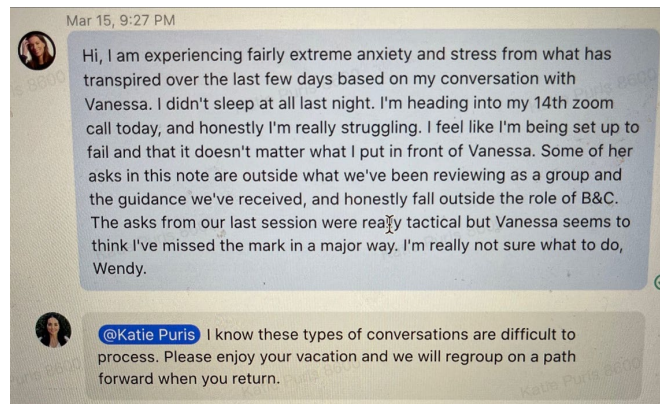 Mar 15, 9:27 PM
Hi, I am experiencing fairly extreme anxiety and stress from what has
transpired over the last few days based on my conversation with
Vanessa. I didn't sleep at all last night. I'm heading into my 14th zoom
call today, and honestly I'm really struggling. I feel like I'm being set up to
fail and that it doesn't matter what I put in front of Vanessa. Some of her
asks in this note are outside what we've been reviewing as a group and
the guidance we've received, and honestly fall outside the role of B&C.
The asks from our last session were really tactical but Vanessa seems to
think I've missed the mark in a major way. I'm really not sure what to do,
Wendy.
@Katie Puris I know these types of conversations are difficult to
process. Please enjoy your vacation and we will regroup on a path
forward when you return.
Katie Puris 8600